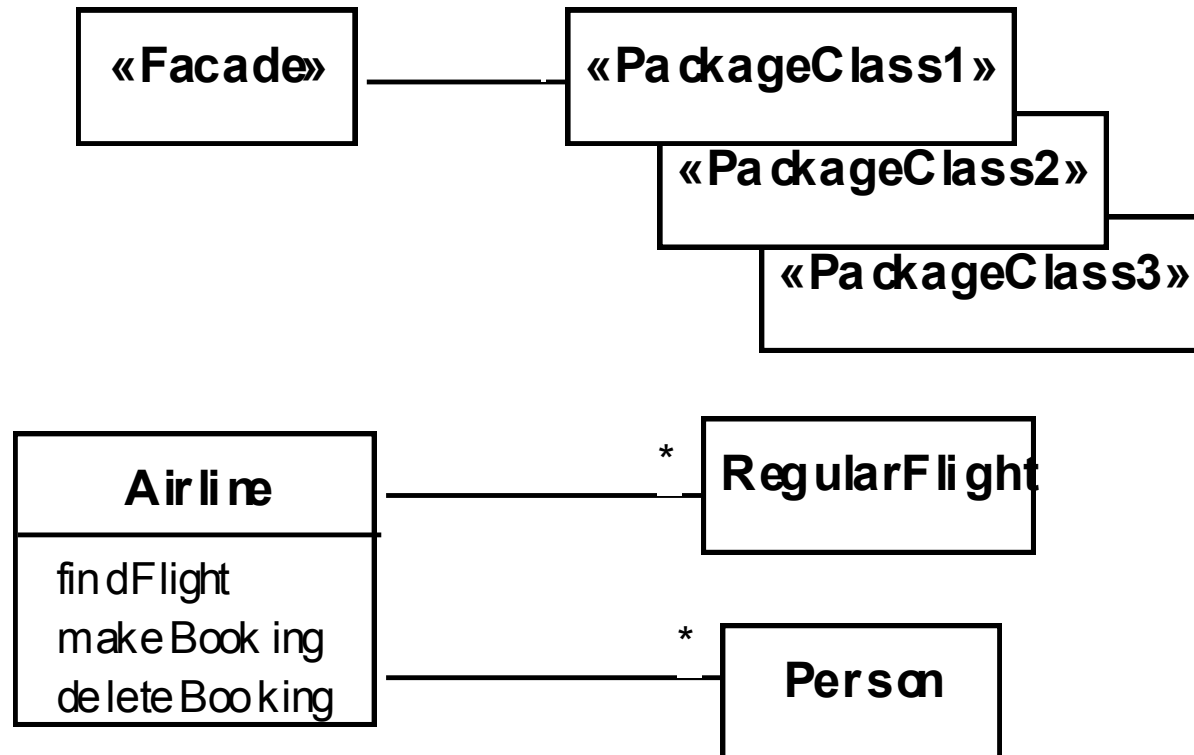 «Facade»
«PackageClass1»
«PackageClass2»
«PackageClass3»
Airline
findFlight
makeBooking
deleteBooking
*
RegularFlight
*
Person